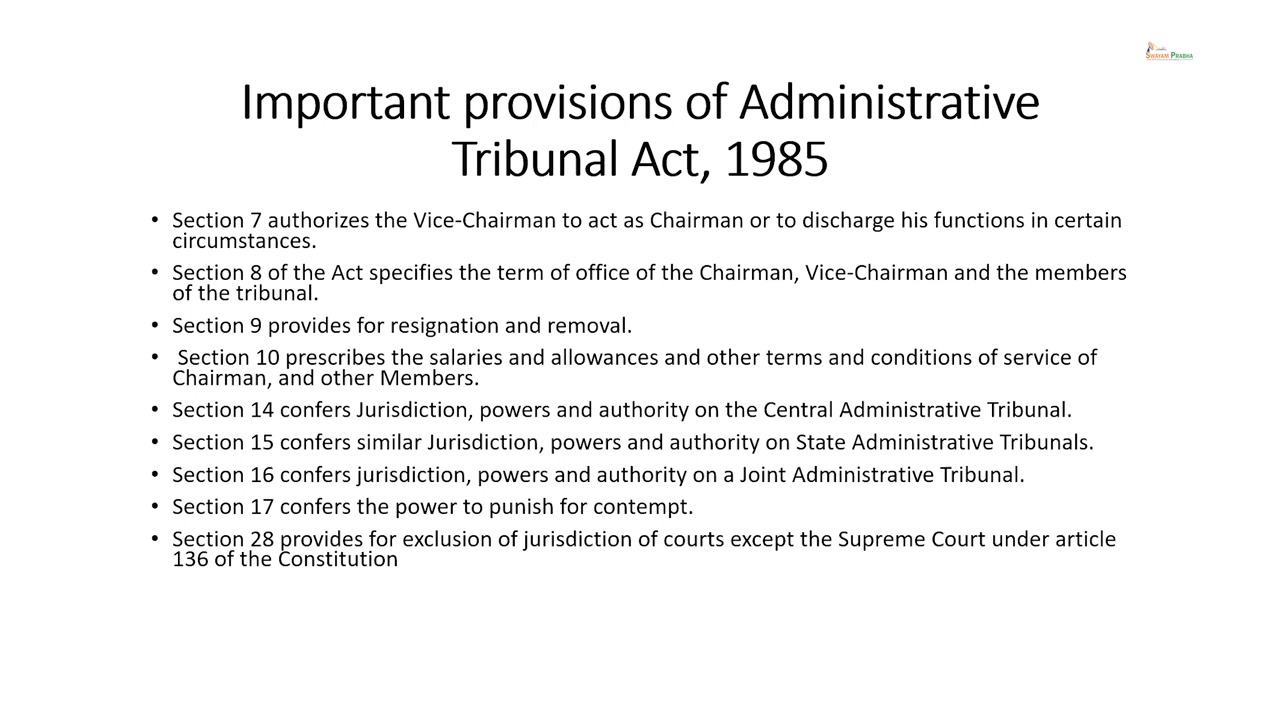 SWAYAM PRABHA
Important provisions of Administrative
Tribunal Act, 1985
• Section 7 authorizes the Vice-Chairman to act as Chairman or to discharge his functions in certain
circumstances.
• Section 8 of the Act specifies the term of office of the Chairman, Vice-Chairman and the members
of the tribunal.
• Section 9 provides for resignation and removal.
• Section 10 prescribes the salaries and allowances and other terms and conditions of service of
Chairman, and other Members.
• Section 14 confers Jurisdiction, powers and authority on the Central Administrative Tribunal.
• Section 15 confers similar Jurisdiction, powers and authority on State Administrative Tribunals.
• Section 16 confers jurisdiction, powers and authority on a Joint Administrative Tribunal.
• Section 17 confers the power to punish for contempt.
• Section 28 provides for exclusion of jurisdiction of courts except the Supreme Court under article
136 of the Constitution